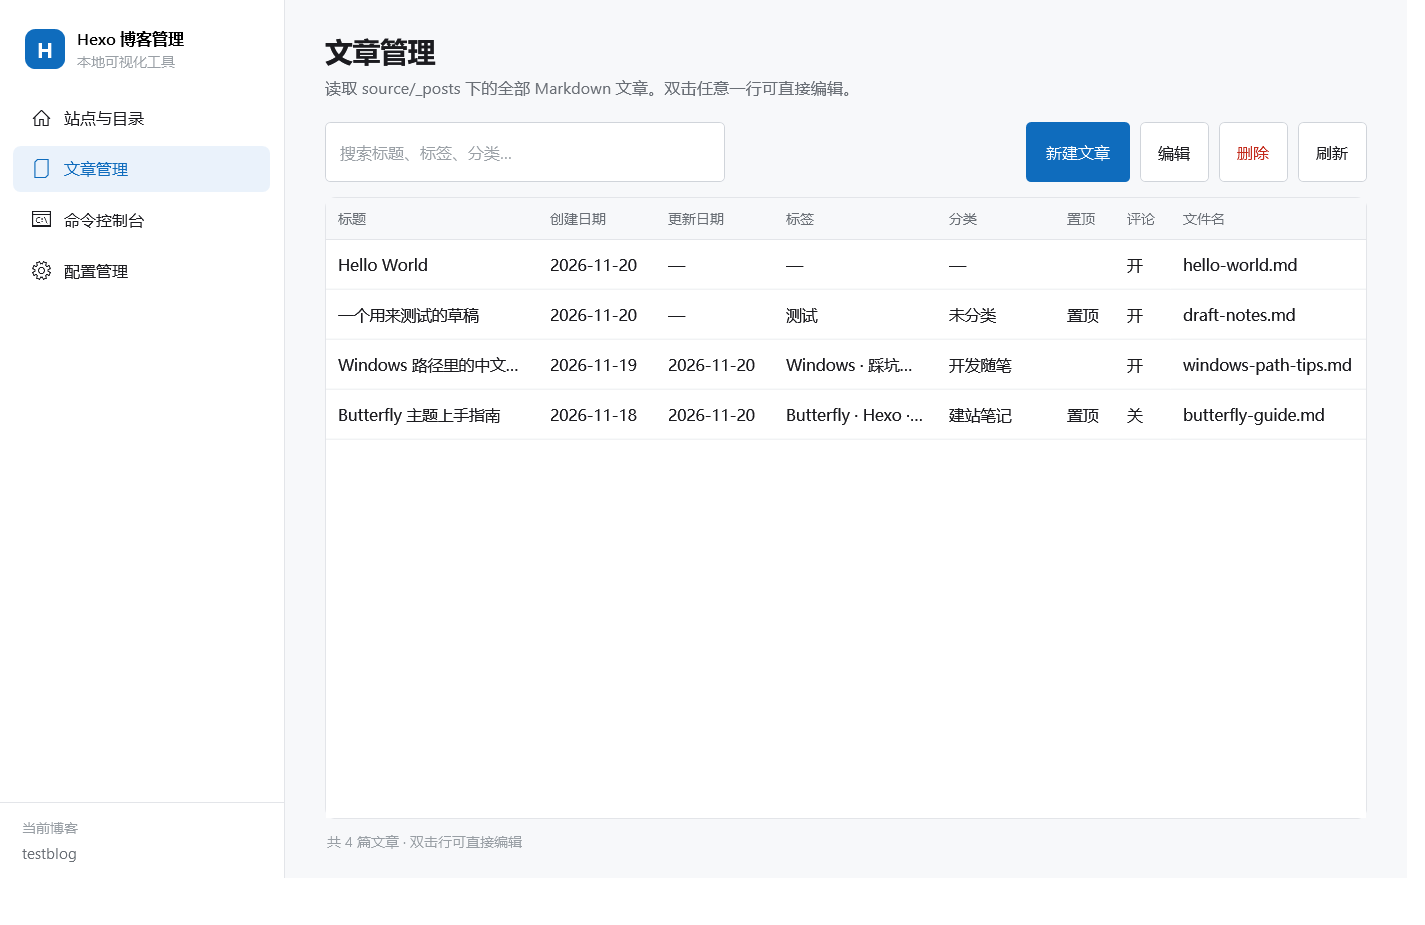 H
Hexo 博客管理
本地可视化工具
站点与目录
文章管理
命令控制台
配置管理
当前博客
testblog
文章管理
读取 source/_posts 下的全部 Markdown 文章。双击任意一行可直接编辑。
搜索标题、标签、分类...
新建文章 编辑 删除 刷新
标题 创建日期 更新日期 标签 分类 置顶 评论 文件名
Hello World 2026-11-20 — — — 开 hello-world.md
一个用来测试的草稿 2026-11-20 — 测试 未分类 置顶 开 draft-notes.md
Windows 路径里的中文... 2026-11-19 2026-11-20 Windows · 踩坑... 开发随笔 开 windows-path-tips.md
Butterfly 主题上手指南 2026-11-18 2026-11-20 Butterfly · Hexo ·... 建站笔记 置顶 关 butterfly-guide.md
共 4 篇文章 · 双击行可直接编辑